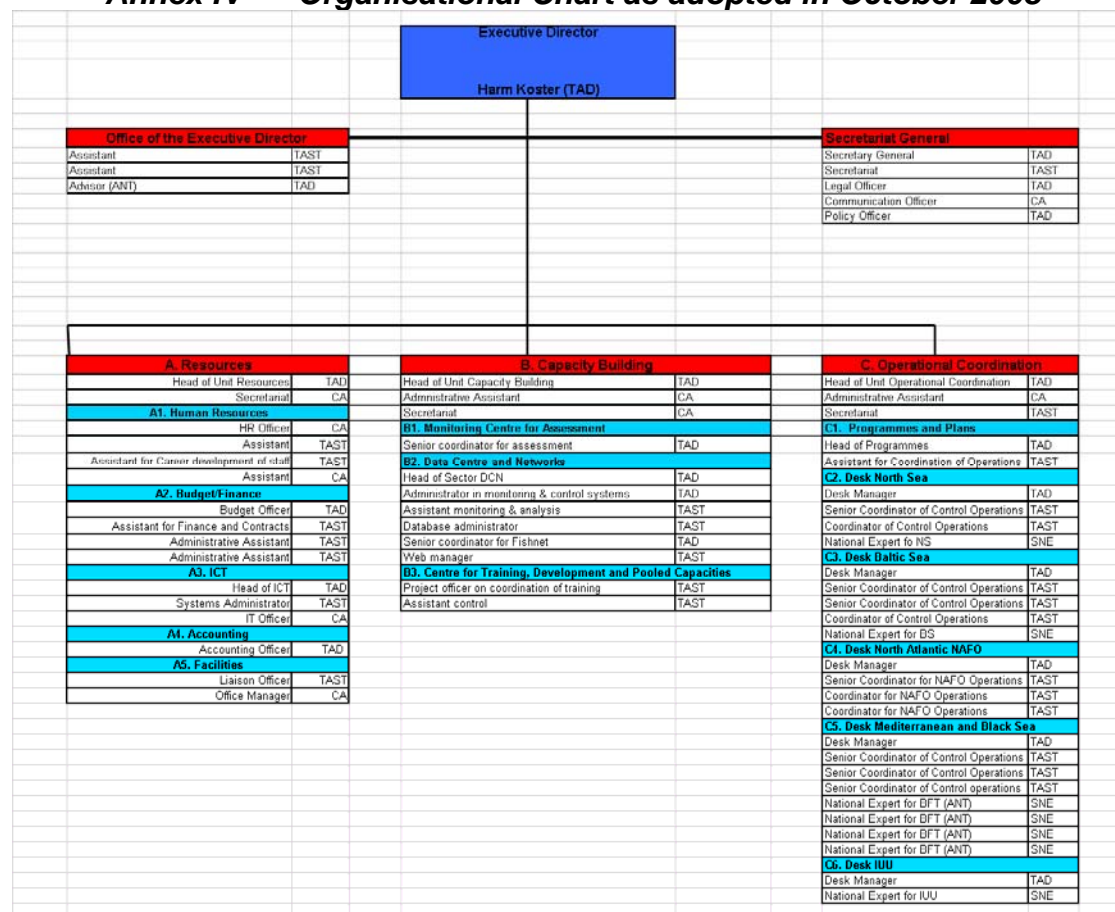 Annex IV Organisational Chart as adopted in October 2008
Executive Director
Harm Koster (TAD)
Office of the Executive Director
Assistant TAST
Assistant TAST
Advisor (ANT) TAD
Secretariat General
Secretary General TAD
Secretariat TAST
Legal Officer TAD
Communication Officer CA
Policy Officer TAD
A. Resources
Head of Unit Resources TAD
Secretariat CA
A1. Human Resources
HR Officer CA
Assistant TAST
Assistant for Career development of staff TAST
Assistant CA
A2. Budget/Finance
Budget Officer TAD
Assistant for Finance and Contracts TAST
Administrative Assistant TAST
Administrative Assistant TAST
A3. ICT
Head of ICT TAD
Systems Administrator TAST
IT Officer CA
A4. Accounting
Accounting Officer TAD
A5. Facilities
Liaison Officer TAST
Office Manager CA
B. Capacity Building
Head of Unit Capacity Building TAD
Admnistrative Assistant CA
Secretariat CA
B1. Monitoring Centre for Assessment
Senior coordinator for assessment TAD
B2. Data Centre and Networks
Head of Sector DCN TAD
Administrator in monitoring & control systems TAD
Assistant monitoring & analysis TAST
Database administrator TAST
Senior coordinator for Fishnet TAD
Web manager TAST
B3. Centre for Training, Development and Pooled Capacities
Project officer on coordination of training TAST
Assistant control TAST
C. Operational Coordination
Head of Unit Operational Coordination TAD
Administrative Assistant CA
Secretariat TAST
C1. Programmes and Plans
Head of Programmes TAD
Assistant for Coordination of Operations TAST
C2. Desk North Sea
Desk Manager TAD
Senior Coordinator of Control Operations TAST
Coordinator of Control Operations TAST
National Expert fo NS SNE
C3. Desk Baltic Sea
Desk Manager TAD
Senior Coordinator of Control Operations TAST
Senior Coordinator of Control Operations TAST
Coordinator of Control Operations TAST
National Expert for BS SNE
C4. Desk North Atlantic NAFO
Desk Manager TAD
Senior Coordinator for NAFO Operations TAST
Coordinator for NAFO Operations TAST
Coordinator for NAFO Operations TAST
C5. Desk Mediterranean and Black Sea
Desk Manager TAD
Senior Coordinator of Control Operations TAST
Senior Coordinator of Control Operations TAST
Senior Coordinator of Control operations TAST
National Expert for BFT (ANT) SNE
National Expert for BFT (ANT) SNE
National Expert for BFT (ANT) SNE
National Expert for BFT (ANT) SNE
C6. Desk IUU
Desk Manager TAD
National Expert for IUU SNE